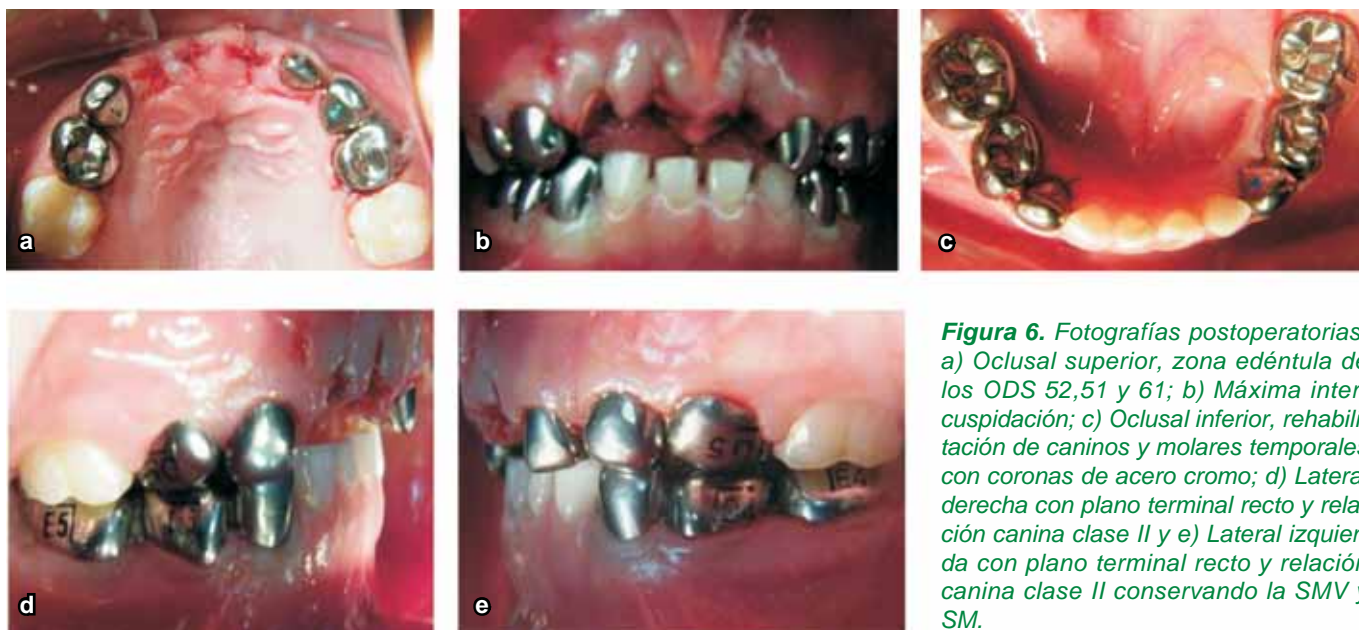 a
b
c
d
e
E5
Figura 6. Fotografías postoperatorias.
a) Oclusal superior, zona edéntula de
los ODS 52,51 y 61; b) Máxima inter-
cuspidación; c) Oclusal inferior, rehabili-
tación de caninos y molares temporales
con coronas de acero cromo; d) Lateral
derecha con plano terminal recto y rela-
ción canina clase II y e) Lateral izquier-
da con plano terminal recto y relación
canina clase II conservando la SMV y
SM.